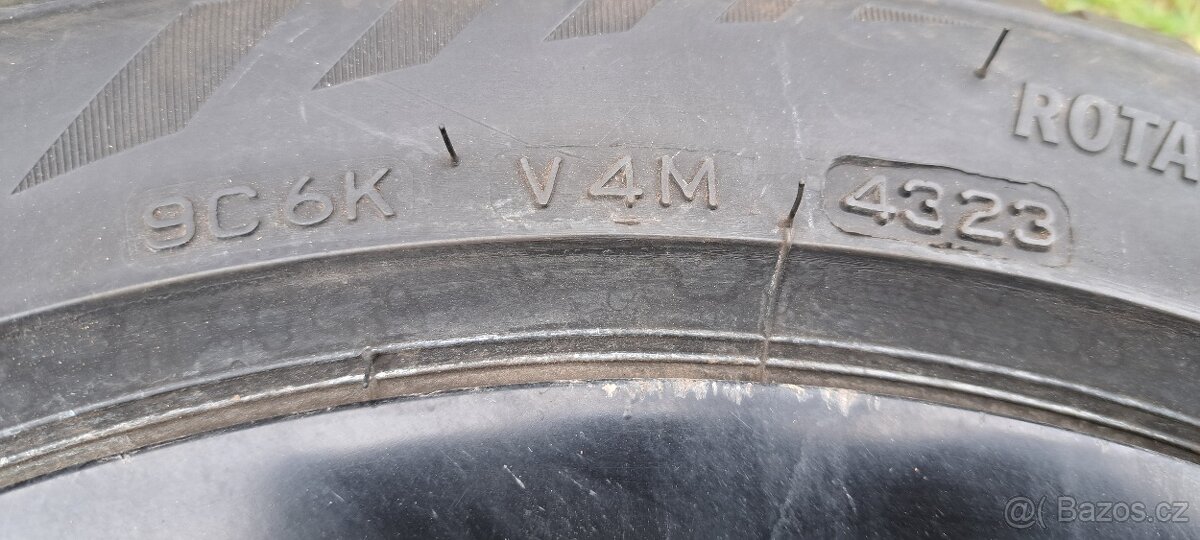 ROTA
9C6K V4M 4323
@ Bazos.cz